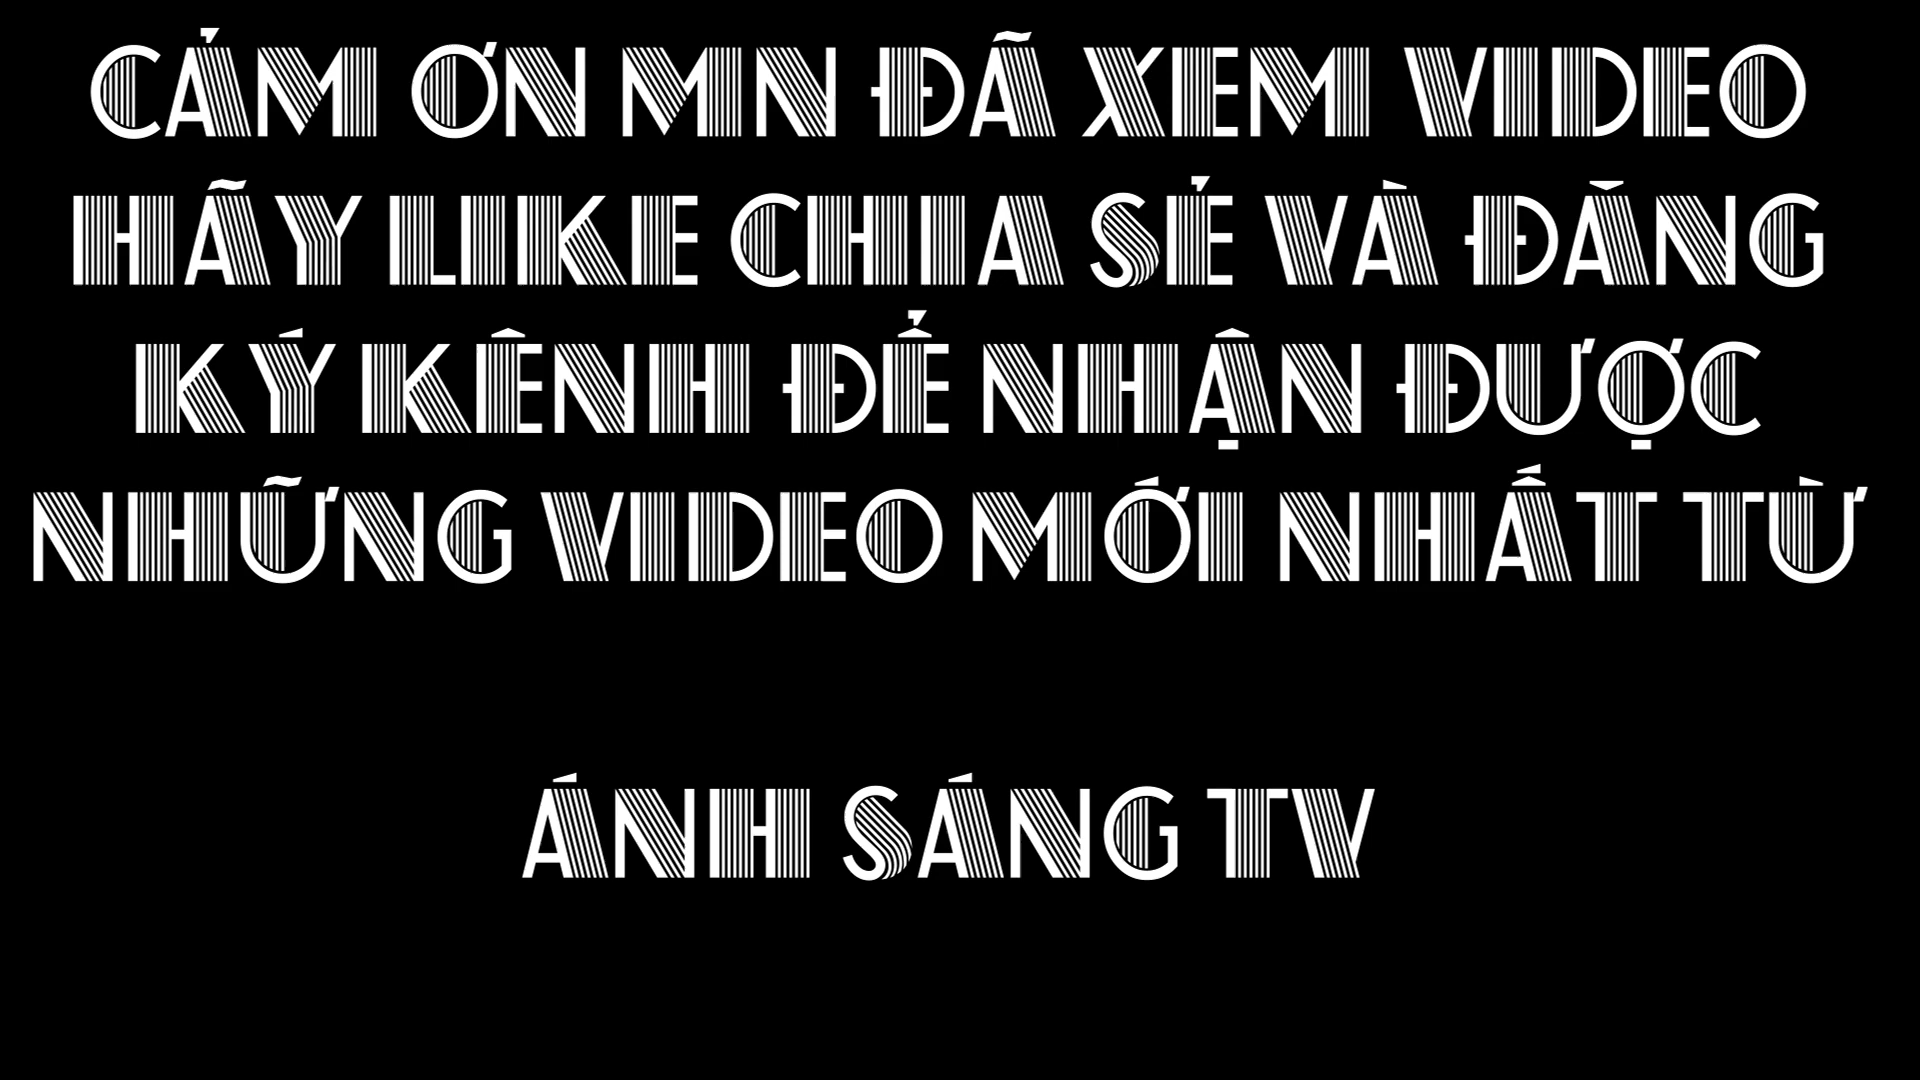 CẢM ƠN MN ĐÃ XEM VIDEO
HÃY LIKE CHIA SẺ VÀ ĐĂNG
KÝ KÊNH ĐỂ NHẬN ĐƯỢC
NHỮNG VIDEO MỚI NHẤT TỪ
ÁNH SÁNG TV